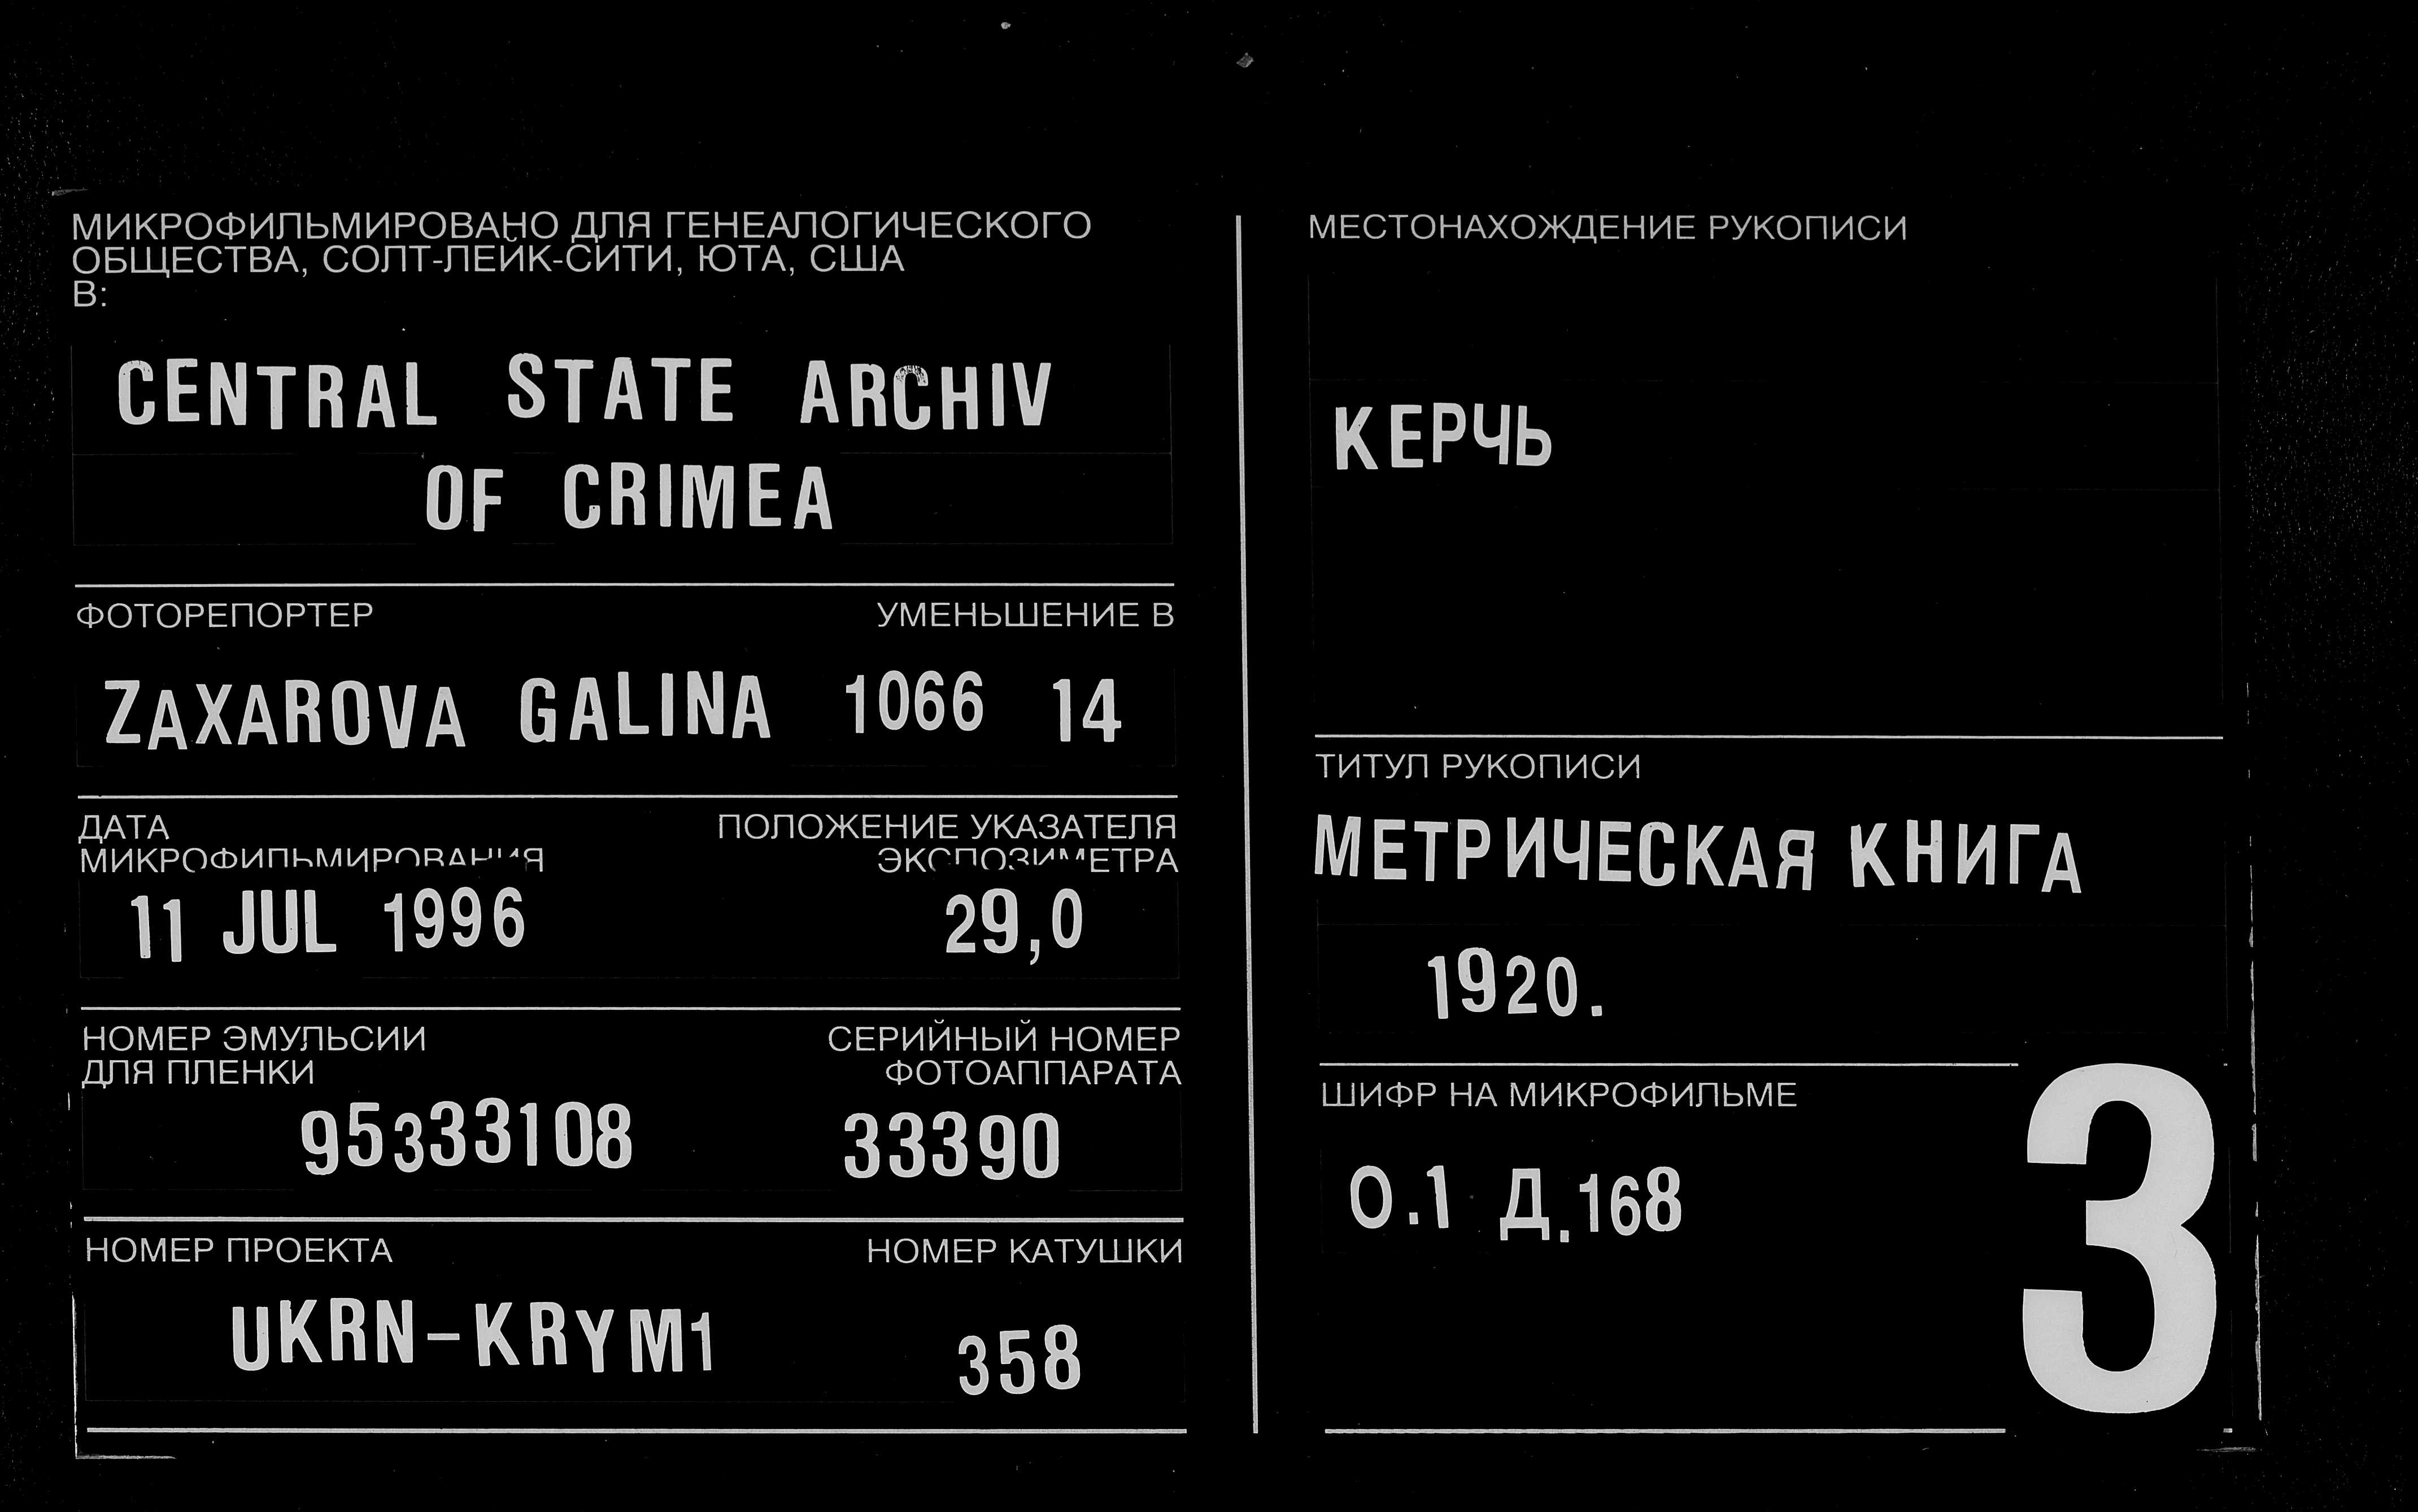 МИКРОФИЛЬМИРОВАНО ДЛЯ ГЕНЕАЛОГИЧЕСКОГО
ОБЩЕСТВА, СОЛТ-ЛЕЙК-СИТИ, ЮТА, США
В:
CENTRAL STATE ARCHIV
OF CRIMEA
ФОТОРЕПОРТЕР УМЕНЬШЕНИЕ В
ZAXAROVA GALINA 1066 14
ДАТА ПОЛОЖЕНИЕ УКАЗАТЕЛЯ
МИКРОФИЛЬМИРОВАНИЯ ЭКСПОЗИМЕТРА
11 JUL 1996 29,0
НОМЕР ЭМУЛЬСИИ СЕРИЙНЫЙ НОМЕР
ДЛЯ ПЛЕНКИ ФОТОАППАРАТА
95333108 33390
НОМЕР ПРОЕКТА НОМЕР КАТУШКИ
UKRN-KRYM1 358
МЕСТОНАХОЖДЕНИЕ РУКОПИСИ
КЕРЧЬ
ТИТУЛ РУКОПИСИ
МЕТРИЧЕСКАЯ КНИГА
1920.
ШИФР НА МИКРОФИЛЬМЕ
О.1 Д.168
3